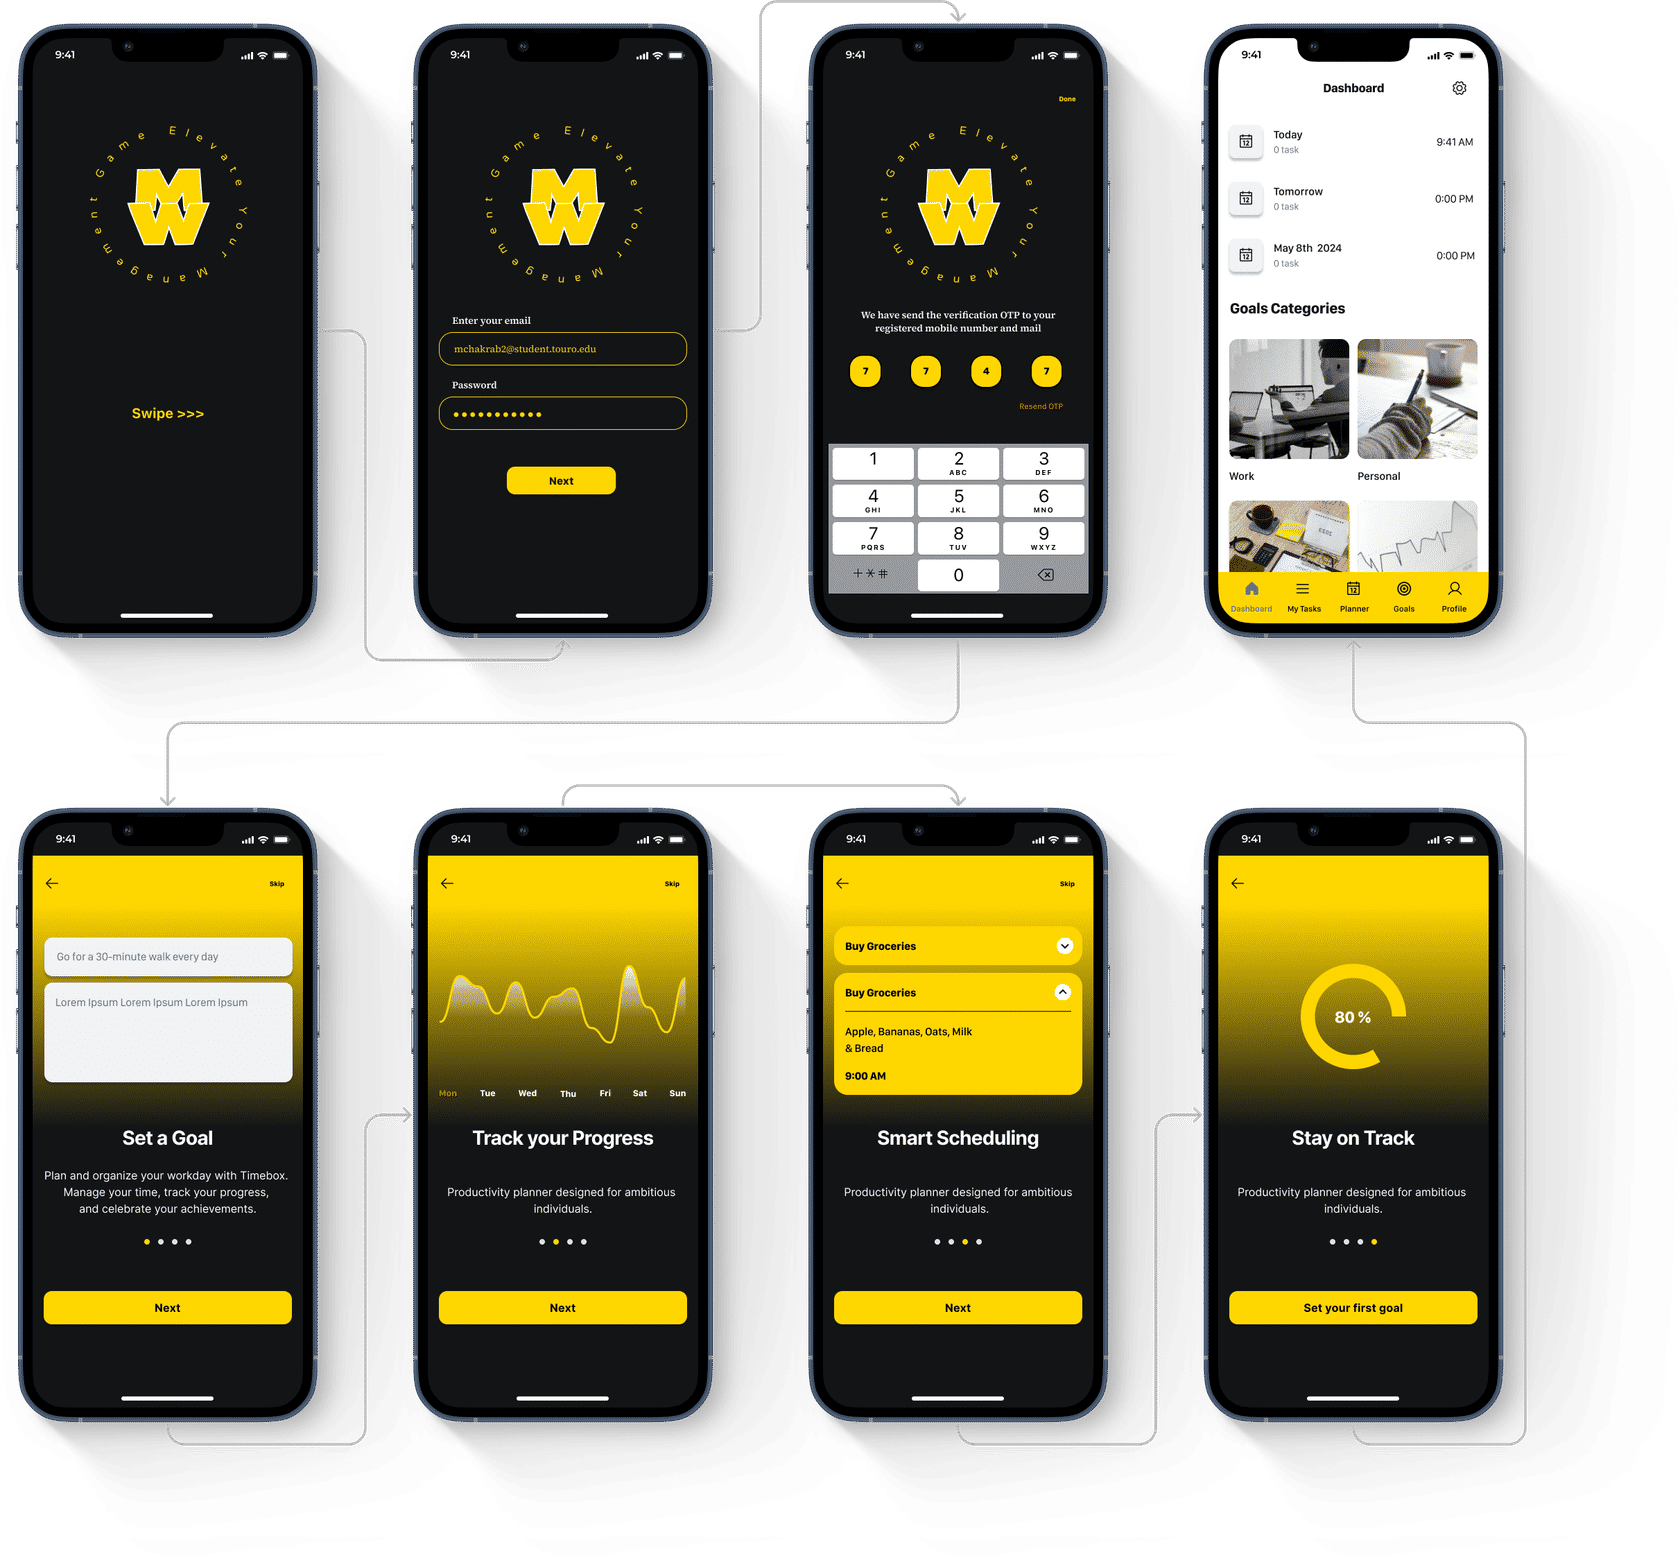 9:41
Elevate Your Management Game
MW
Swipe >>>
9:41
Elevate Your Management Game
MW
Enter your email
mchakrab2@student.touro.edu
Password
Next
9:41
Done
Elevate Your Management Game
MW
We have send the verification OTP to your
registered mobile number and mail
7 7 4 7
Resend OTP
1 2 3
ABC DEF
4 5 6
GHI JKL MNO
7 8 9
PQRS TUV WXYZ
+*# 0
9:41
Dashboard
12 Today 9:41 AM
0 task
12 Tomorrow 0:00 PM
0 task
12 May 8th 2024 0:00 PM
0 task
Goals Categories
Work Personal
12
Dashboard My Tasks Planner Goals Profile
9:41
Skip
Go for a 30-minute walk every day
Lorem Ipsum Lorem Ipsum Lorem Ipsum
Set a Goal
Plan and organize your workday with Timebox.
Manage your time, track your progress,
and celebrate your achievements.
Next
9:41
Skip
Mon Tue Wed Thu Fri Sat Sun
Track your Progress
Productivity planner designed for ambitious
individuals.
Next
9:41
Skip
Buy Groceries
Buy Groceries
Apple, Bananas, Oats, Milk
& Bread
9:00 AM
Smart Scheduling
Productivity planner designed for ambitious
individuals.
Next
9:41
80 %
Stay on Track
Productivity planner designed for ambitious
individuals.
Set your first goal